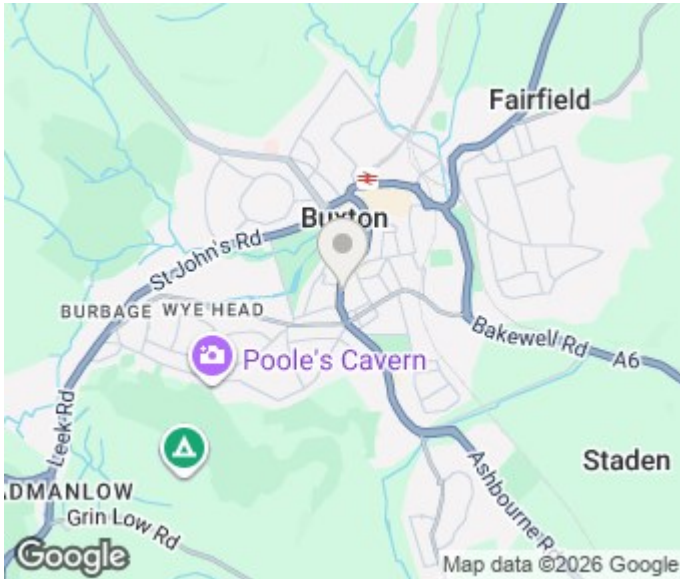 Fairfield
Buxton
St John's Rd
BURBAGE
WYE HEAD
Poole's Cavern
Bakewell Rd
A6
Leek Rd
Staden
ADMANLOW
Grin Low Rd
Ashbourne Rd
Google
Map data ©2026 Google